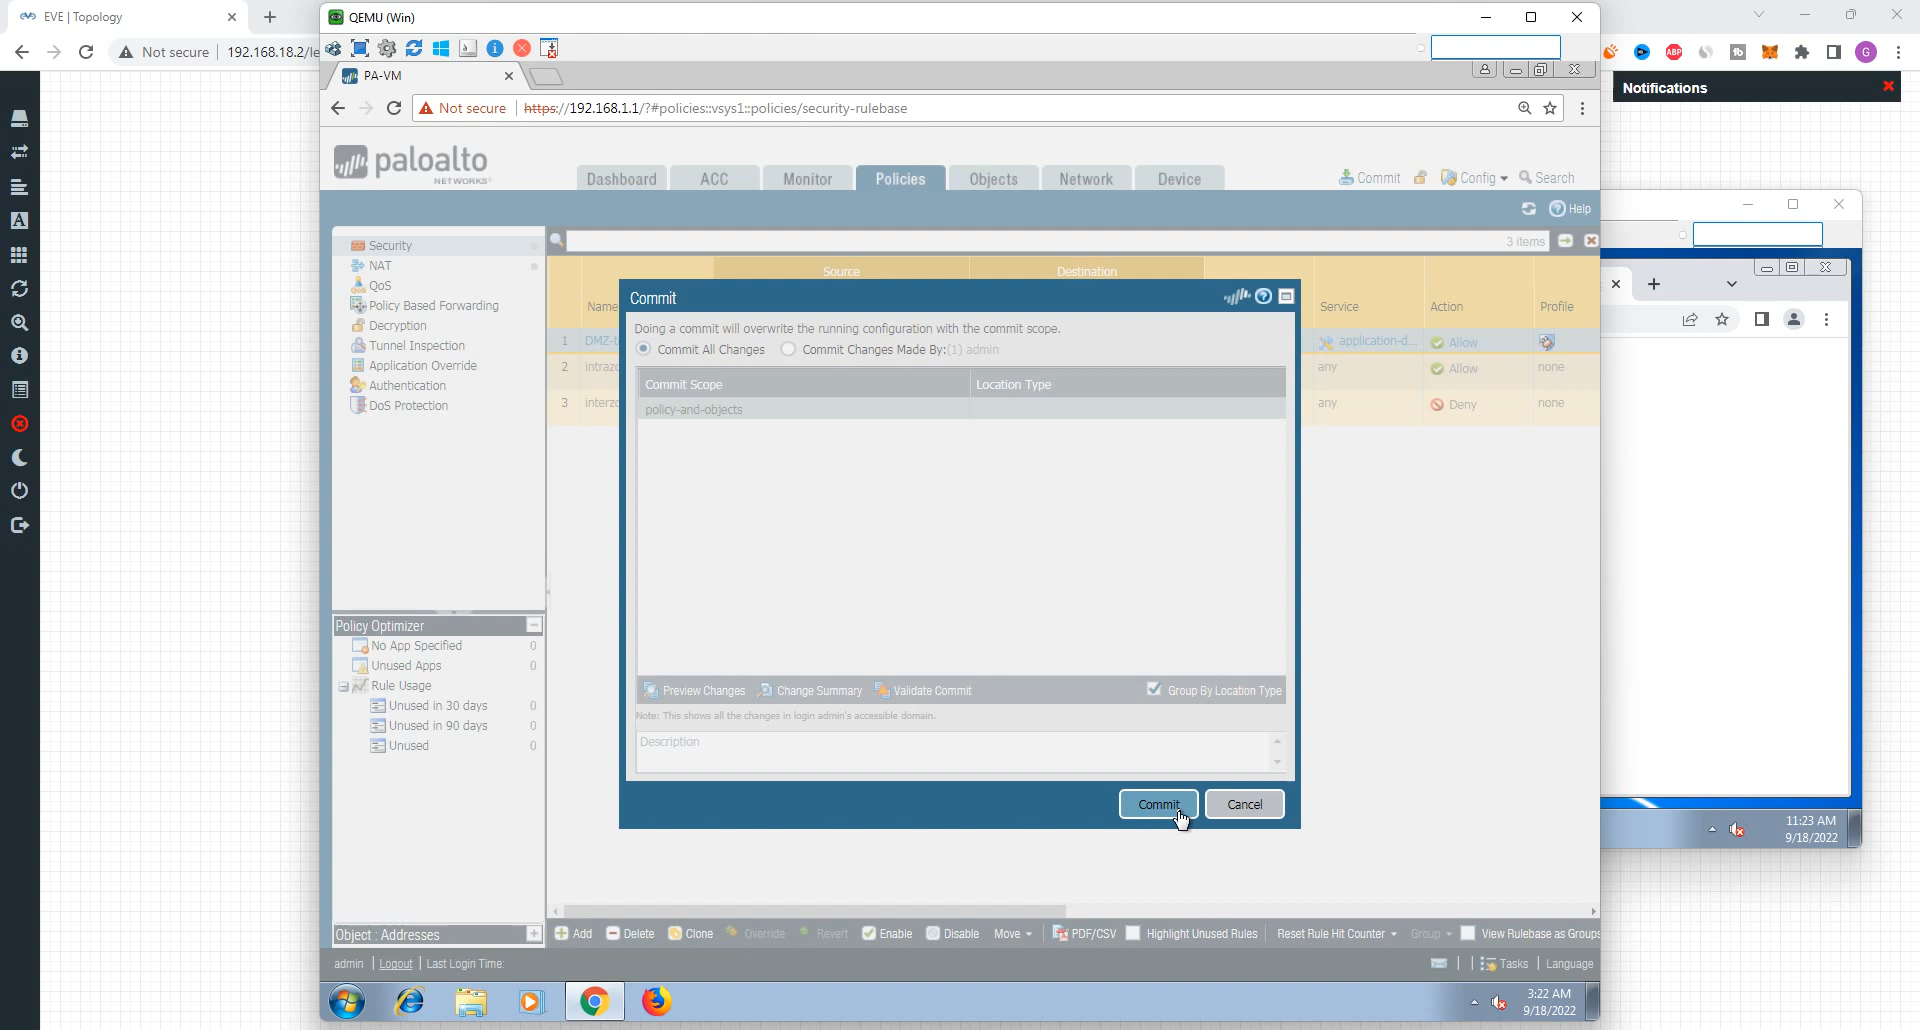 EVE | Topology
Not secure
192.168.18.2/le
QEMU (Win)
PA-VM
Not secure
https://192.168.1.1/?#policies::vsys1::policies/security-rulebase
Notifications
paloalto
NETWORKS®
Dashboard
ACC
Monitor
Policies
Objects
Network
Device
Commit
Config
Search
Help
Security
NAT
QoS
Policy Based Forwarding
Decryption
Tunnel Inspection
Application Override
Authentication
DoS Protection
3 items
Source
Destination
Name
Service
Action
Profile
1 DMZ-t
application-d...
Allow
2 intrazo
any
Allow
none
3 interzo
any
Deny
none
Commit
Doing a commit will overwrite the running configuration with the commit scope.
Commit All Changes
Commit Changes Made By:(1) admin
Commit Scope
Location Type
policy-and-objects
Preview Changes
Change Summary
Validate Commit
Group By Location Type
Note: This shows all the changes in login admin's accessible domain.
Description
Commit
Cancel
Policy Optimizer
No App Specified 0
Unused Apps 0
Rule Usage
Unused in 30 days 0
Unused in 90 days 0
Unused 0
Object : Addresses
Add
Delete
Clone
Override
Revert
Enable
Disable
Move
PDF/CSV
Highlight Unused Rules
Reset Rule Hit Counter
Group
View Rulebase as Groups
admin
Logout
Last Login Time:
Tasks
Language
3:22 AM
9/18/2022
11:23 AM
9/18/2022
ABP
G